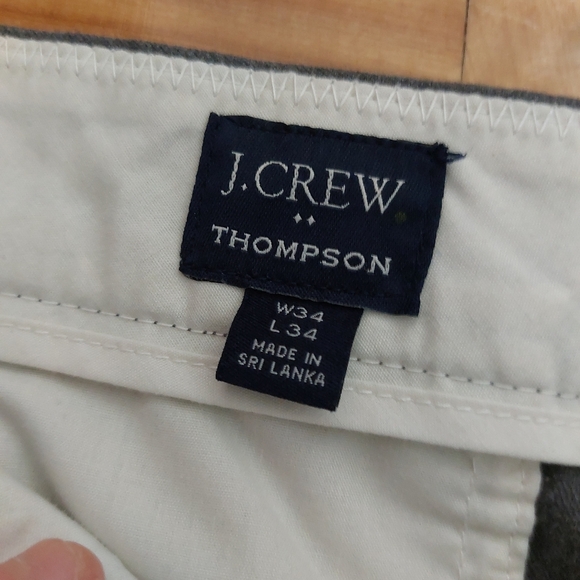 J.CREW
THOMPSON
W34
L34
MADE IN
SRI LANKA